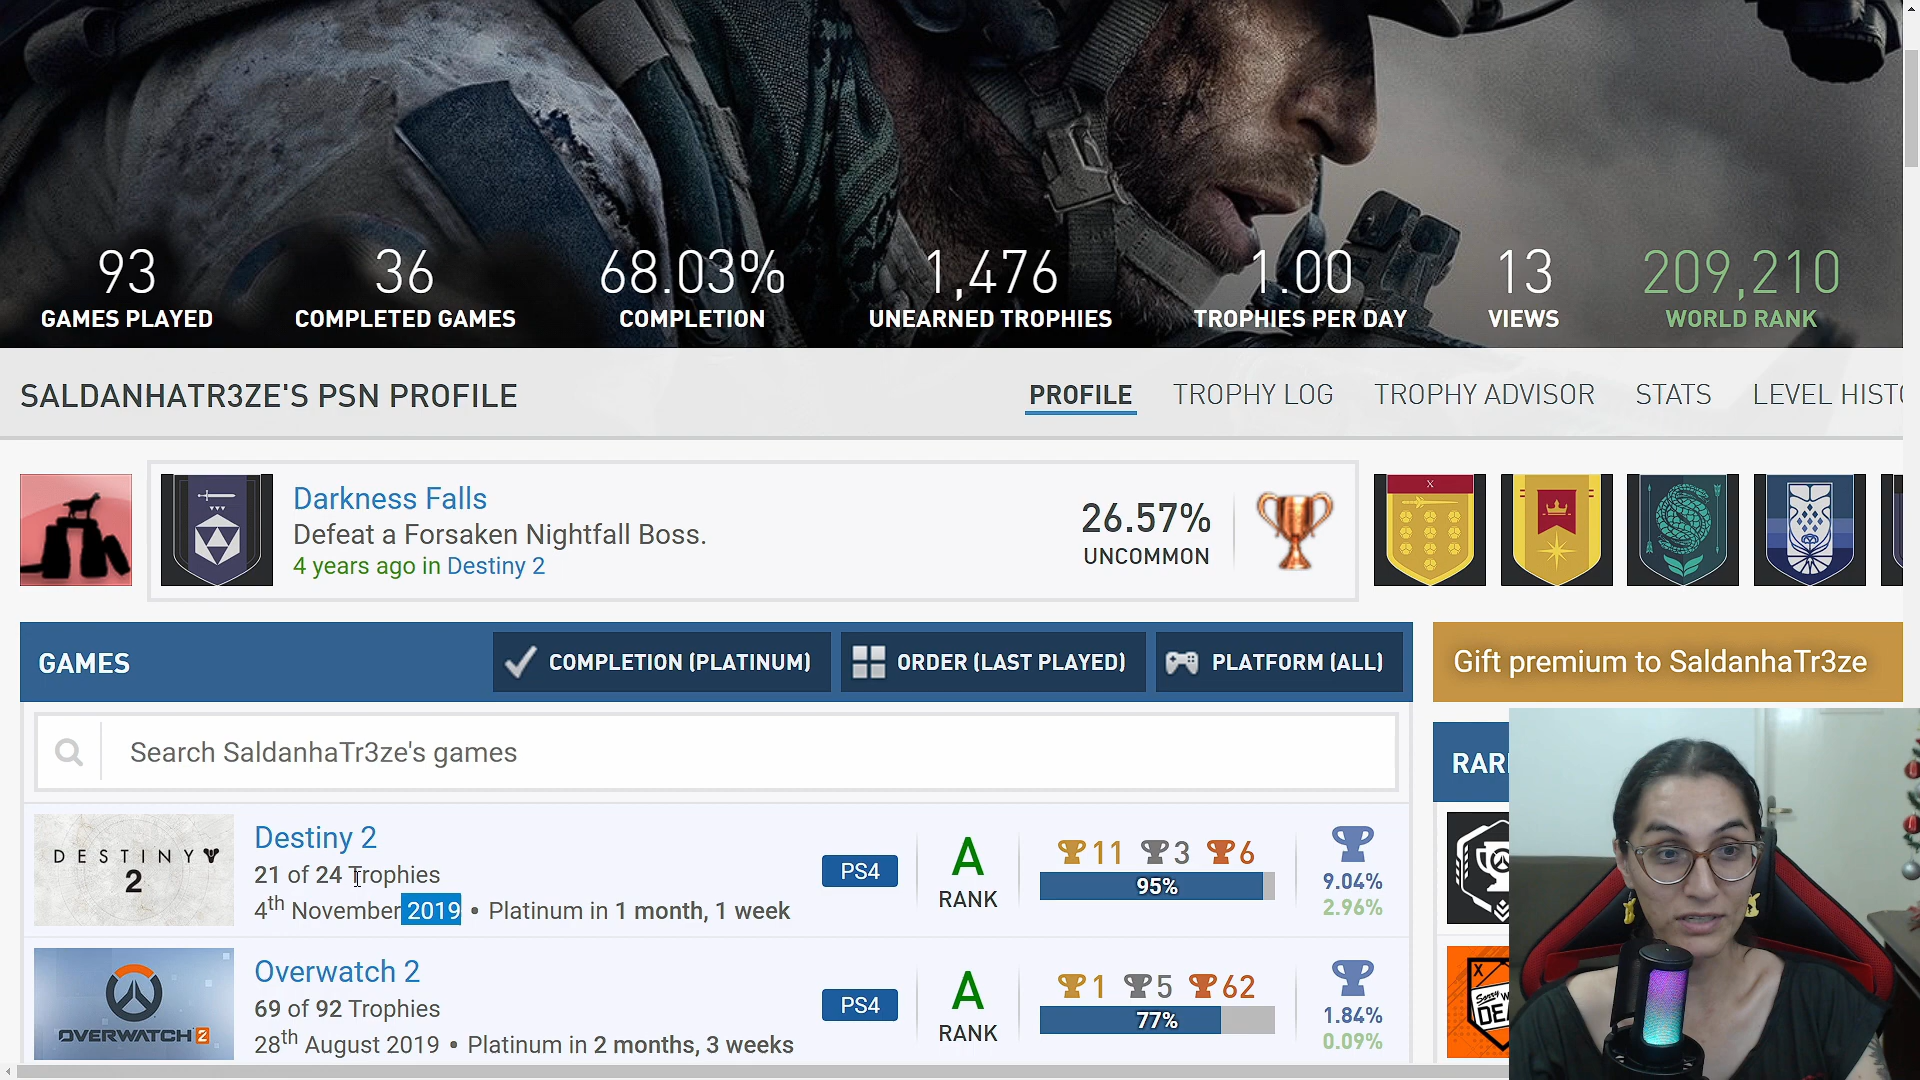 93 36 68.03% 1,476 1.00 13 209,210
GAMES PLAYED COMPLETED GAMES COMPLETION UNEARNED TROPHIES TROPHIES PER DAY VIEWS WORLD RANK
SALDANHATR3ZE'S PSN PROFILE PROFILE TROPHY LOG TROPHY ADVISOR STATS LEVEL HISTO
Darkness Falls
Defeat a Forsaken Nightfall Boss.
4 years ago in Destiny 2
26.57%
UNCOMMON
X
GAMES COMPLETION (PLATINUM) ORDER (LAST PLAYED) PLATFORM (ALL)
Gift premium to SaldanhaTr3ze
Search SaldanhaTr3ze's games
RAR
DESTINY
2
Destiny 2
21 of 24 Trophies
4th November 2019 • Platinum in 1 month, 1 week
PS4
A
RANK
11 3 6
95%
9.04%
2.96%
OVERWATCH 2
Overwatch 2
69 of 92 Trophies
28th August 2019 • Platinum in 2 months, 3 weeks
PS4
A
RANK
1 5 62
77%
1.84%
0.09%
X